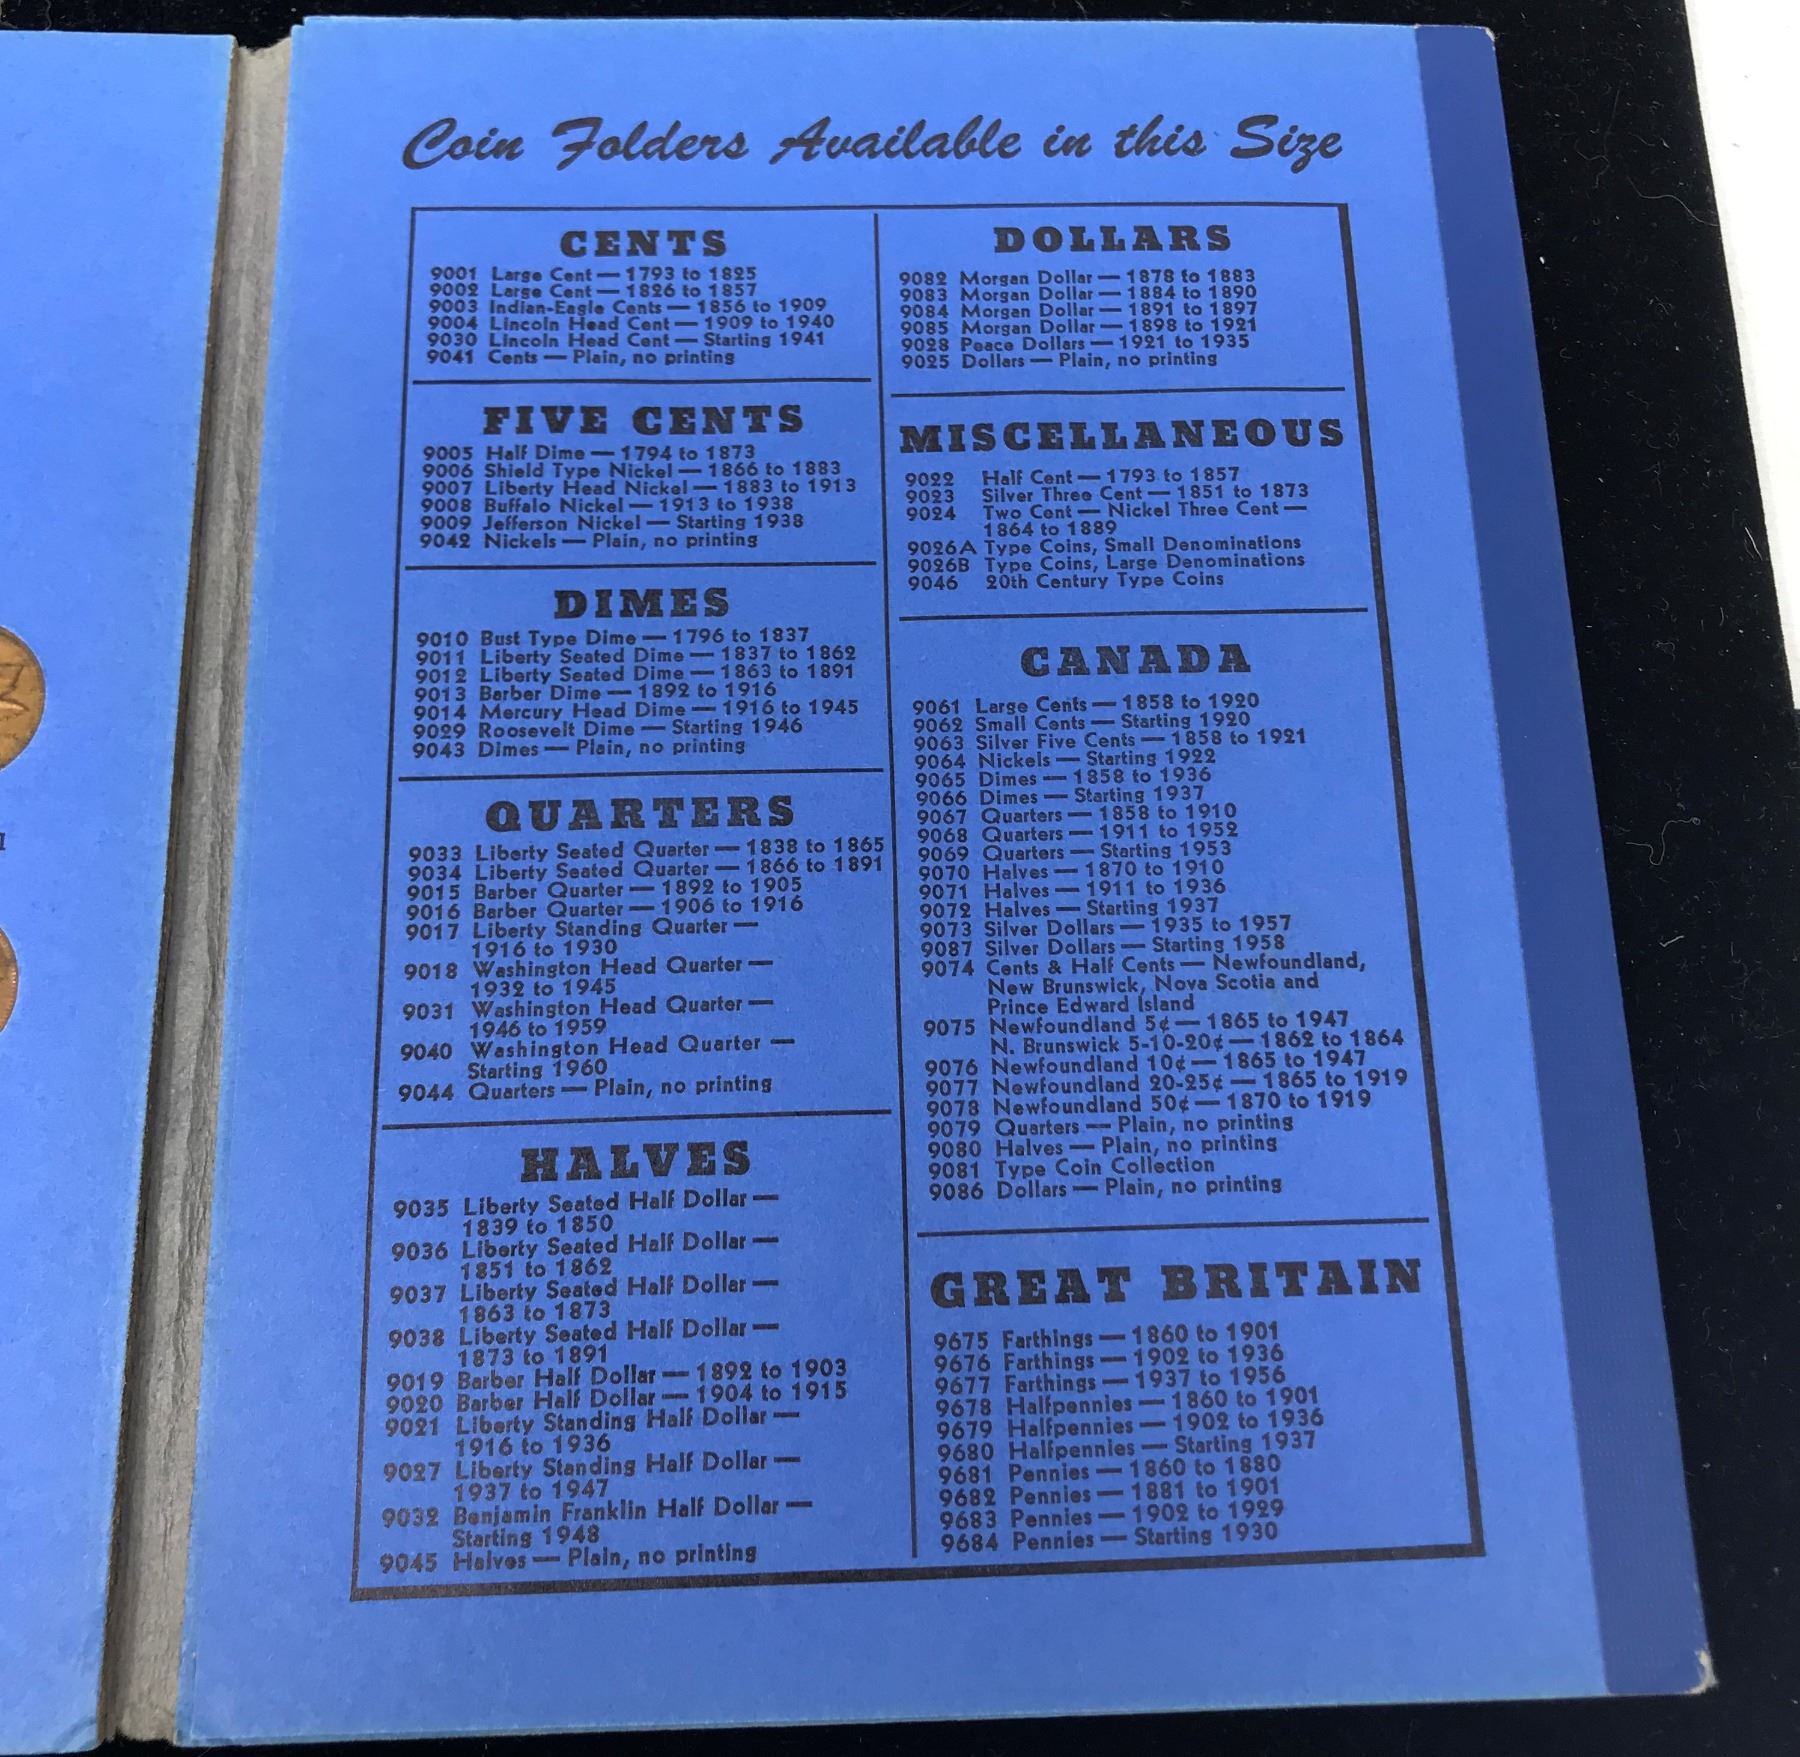 Coin Folders Available in this Size
CENTS
9001 Large Cent — 1793 to 1825
9002 Large Cent — 1826 to 1857
9003 Indian-Eagle Cents — 1856 to 1909
9004 Lincoln Head Cent — 1909 to 1940
9030 Lincoln Head Cent — Starting 1941
9041 Cents — Plain, no printing
FIVE CENTS
9005 Half Dime — 1794 to 1873
9006 Shield Type Nickel — 1866 to 1883
9007 Liberty Head Nickel — 1883 to 1913
9008 Buffalo Nickel — 1913 to 1938
9009 Jefferson Nickel — Starting 1938
9042 Nickels — Plain, no printing
DIMES
9010 Bust Type Dime — 1796 to 1837
9011 Liberty Seated Dime — 1837 to 1862
9012 Liberty Seated Dime — 1863 to 1891
9013 Barber Dime — 1892 to 1916
9014 Mercury Head Dime — 1916 to 1945
9029 Roosevelt Dime — Starting 1946
9043 Dimes — Plain, no printing
QUARTERS
9033 Liberty Seated Quarter — 1838 to 1865
9034 Liberty Seated Quarter — 1866 to 1891
9015 Barber Quarter — 1892 to 1905
9016 Barber Quarter — 1906 to 1916
9017 Liberty Standing Quarter —
1916 to 1930
9018 Washington Head Quarter —
1932 to 1945
9031 Washington Head Quarter —
1946 to 1959
9040 Washington Head Quarter —
Starting 1960
9044 Quarters — Plain, no printing
HALVES
9035 Liberty Seated Half Dollar —
1839 to 1850
9036 Liberty Seated Half Dollar —
1851 to 1862
9037 Liberty Seated Half Dollar —
1863 to 1873
9038 Liberty Seated Half Dollar —
1873 to 1891
9019 Barber Half Dollar — 1892 to 1903
9020 Barber Half Dollar — 1904 to 1915
9021 Liberty Standing Half Dollar —
1916 to 1936
9027 Liberty Standing Half Dollar —
1937 to 1947
9032 Benjamin Franklin Half Dollar —
Starting 1948
9045 Halves — Plain, no printing
DOLLARS
9082 Morgan Dollar — 1878 to 1883
9083 Morgan Dollar — 1884 to 1890
9084 Morgan Dollar — 1891 to 1897
9085 Morgan Dollar — 1898 to 1921
9028 Peace Dollars — 1921 to 1935
9025 Dollars — Plain, no printing
MISCELLANEOUS
9022 Half Cent — 1793 to 1857
9023 Silver Three Cent — 1851 to 1873
9024 Two Cent — Nickel Three Cent —
1864 to 1889
9026A Type Coins, Small Denominations
9026B Type Coins, Large Denominations
9046 20th Century Type Coins
CANADA
9061 Large Cents — 1858 to 1920
9062 Small Cents — Starting 1920
9063 Silver Five Cents — 1858 to 1921
9064 Nickels — Starting 1922
9065 Dimes — 1858 to 1936
9066 Dimes — Starting 1937
9067 Quarters — 1858 to 1910
9068 Quarters — 1911 to 1952
9069 Quarters — Starting 1953
9070 Halves — 1870 to 1910
9071 Halves — 1911 to 1936
9072 Halves — Starting 1937
9073 Silver Dollars — 1935 to 1957
9087 Silver Dollars — Starting 1958
9074 Cents & Half Cents — Newfoundland,
New Brunswick, Nova Scotia and
Prince Edward Island
9075 Newfoundland 5¢ — 1865 to 1947
N. Brunswick 5-10-20¢ — 1862 to 1864
9076 Newfoundland 10¢ — 1865 to 1947
9077 Newfoundland 20-25¢ — 1865 to 1919
9078 Newfoundland 50¢ — 1870 to 1919
9079 Quarters — Plain, no printing
9080 Halves — Plain, no printing
9081 Type Coin Collection
9086 Dollars — Plain, no printing
GREAT BRITAIN
9675 Farthings — 1860 to 1901
9676 Farthings — 1902 to 1936
9677 Farthings — 1937 to 1956
9678 Halfpennies — 1860 to 1901
9679 Halfpennies — 1902 to 1936
9680 Halfpennies — Starting 1937
9681 Pennies — 1860 to 1880
9682 Pennies — 1881 to 1901
9683 Pennies — 1902 to 1929
9684 Pennies — Starting 1930